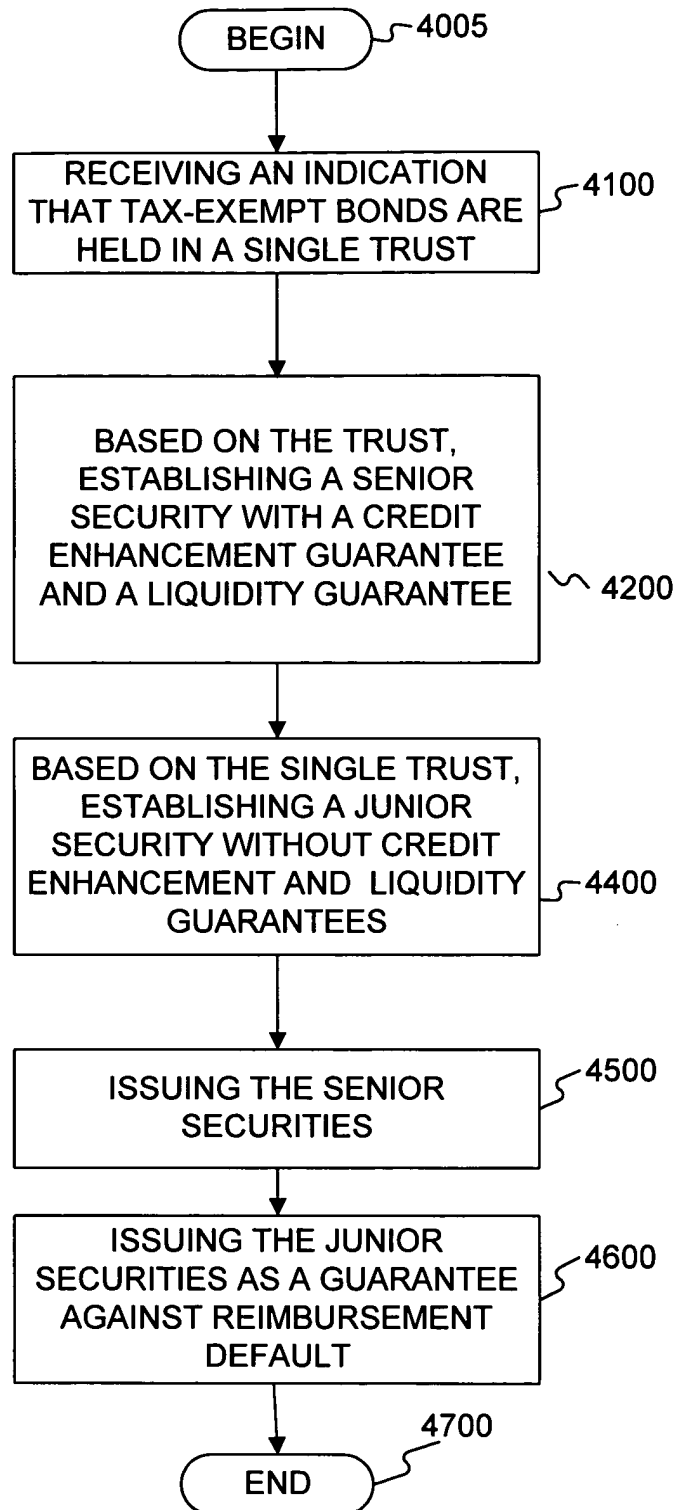 BEGIN
4005
RECEIVING AN INDICATION
THAT TAX-EXEMPT BONDS ARE
HELD IN A SINGLE TRUST
4100
BASED ON THE TRUST,
ESTABLISHING A SENIOR
SECURITY WITH A CREDIT
ENHANCEMENT GUARANTEE
AND A LIQUIDITY GUARANTEE
4200
BASED ON THE SINGLE TRUST,
ESTABLISHING A JUNIOR
SECURITY WITHOUT CREDIT
ENHANCEMENT AND LIQUIDITY
GUARANTEES
4400
ISSUING THE SENIOR
SECURITIES
4500
ISSUING THE JUNIOR
SECURITIES AS A GUARANTEE
AGAINST REIMBURSEMENT
DEFAULT
4600
4700
END